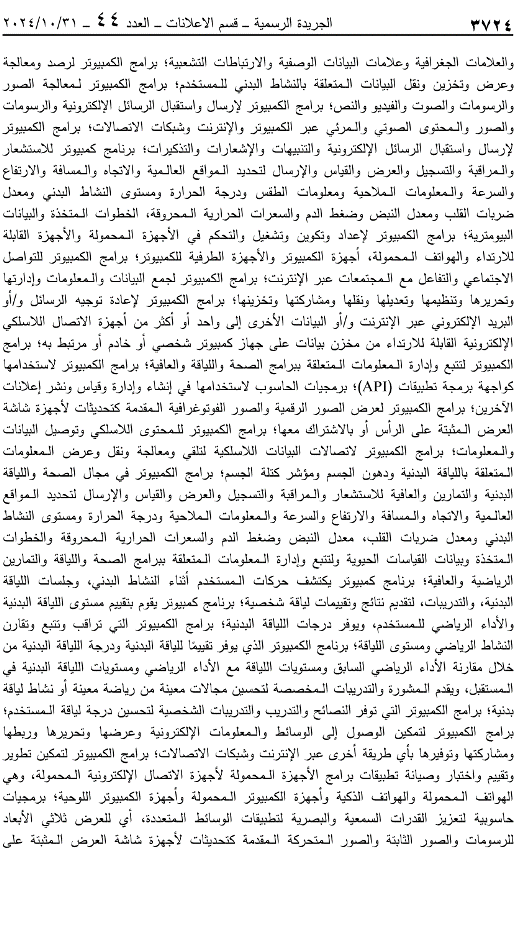 ٣٧٢٤ الجريدة الرسمية ـ قسم الاعلانات ـ العدد ٤٤ ـ ٢٠٢٤/١٠/٣١
والعلامات الجغرافية وعلامات البيانات الوصفية والارتباطات التشعبية؛ برامج الكمبيوتر لرصد ومعالجة
وعرض وتخزين ونقل البيانات المتعلقة بالنشاط البدني للمستخدم؛ برامج الكمبيوتر لمعالجة الصور
والرسومات والصوت والفيديو والنص؛ برامج الكمبيوتر لإرسال واستقبال الرسائل الإلكترونية والرسومات
والصور والمحتوى الصوتي والمرئي عبر الكمبيوتر والإنترنت وشبكات الاتصالات؛ برامج الكمبيوتر
لإرسال واستقبال الرسائل الإلكترونية والتنبيهات والإشعارات والتذكيرات؛ برنامج كمبيوتر للاستشعار
والمراقبة والتسجيل والعرض والقياس والإرسال لتحديد المواقع العالمية والاتجاه والمسافة والارتفاع
والسرعة والمعلومات الملاحية ومعلومات الطقس ودرجة الحرارة ومستوى النشاط البدني ومعدل
ضربات القلب ومعدل النبض وضغط الدم والسعرات الحرارية المحروقة، الخطوات المتخذة والبيانات
البيومترية؛ برامج الكمبيوتر لإعداد وتكوين وتشغيل والتحكم في الأجهزة المحمولة والأجهزة القابلة
للارتداء والهواتف المحمولة، أجهزة الكمبيوتر والأجهزة الطرفية للكمبيوتر؛ برامج الكمبيوتر للتواصل
الاجتماعي والتفاعل مع المجتمعات عبر الإنترنت؛ برامج الكمبيوتر لجمع البيانات والمعلومات وإدارتها
وتحريرها وتنظيمها وتعديلها ونقلها ومشاركتها وتخزينها؛ برامج الكمبيوتر لإعادة توجيه الرسائل و/أو
البريد الإلكتروني عبر الإنترنت و/أو البيانات الأخرى إلى واحد أو أكثر من أجهزة الاتصال اللاسلكي
الإلكترونية القابلة للارتداء من مخزن بيانات على جهاز كمبيوتر شخصي أو خادم أو مرتبط به؛ برامج
الكمبيوتر لتتبع وإدارة المعلومات المتعلقة ببرامج الصحة واللياقة والعافية؛ برامج الكمبيوتر لاستخدامها
كواجهة برمجة تطبيقات (API)؛ برمجيات الحاسوب لاستخدامها في إنشاء وإدارة وقياس ونشر إعلانات
الآخرين؛ برامج الكمبيوتر لعرض الصور الرقمية والصور الفوتوغرافية المقدمة كتحديثات لأجهزة شاشة
العرض المثبتة على الرأس أو بالاشتراك معها؛ برامج الكمبيوتر للمحتوى اللاسلكي وتوصيل البيانات
والمعلومات؛ برامج الكمبيوتر لاتصالات البيانات اللاسلكية لتلقي ومعالجة ونقل وعرض المعلومات
المتعلقة باللياقة البدنية ودهون الجسم ومؤشر كتلة الجسم؛ برامج الكمبيوتر في مجال الصحة واللياقة
البدنية والتمارين والعافية للاستشعار والمراقبة والتسجيل والعرض والقياس والإرسال لتحديد المواقع
العالمية والاتجاه والمسافة والارتفاع والسرعة والمعلومات الملاحية ودرجة الحرارة ومستوى النشاط
البدني ومعدل ضربات القلب، معدل النبض وضغط الدم والسعرات الحرارية المحروقة والخطوات
المتخذة وبيانات القياسات الحيوية ولتتبع وإدارة المعلومات المتعلقة ببرامج الصحة واللياقة والتمارين
الرياضية والعافية؛ برنامج كمبيوتر يكتشف حركات المستخدم أثناء النشاط البدني، وجلسات اللياقة
البدنية، والتدريبات، لتقديم نتائج وتقييمات لياقة شخصية؛ برنامج كمبيوتر يقوم بتقييم مستوى اللياقة البدنية
والأداء الرياضي للمستخدم، ويوفر درجات اللياقة البدنية؛ برامج الكمبيوتر التي تراقب وتتبع وتقارن
النشاط الرياضي ومستوى اللياقة؛ برنامج الكمبيوتر الذي يوفر تقييمًا للياقة البدنية ودرجة اللياقة البدنية من
خلال مقارنة الأداء الرياضي السابق ومستويات اللياقة مع الأداء الرياضي ومستويات اللياقة البدنية في
المستقبل، ويقدم المشورة والتدريبات المخصصة لتحسين مجالات معينة من رياضة معينة أو نشاط لياقة
بدنية؛ برامج الكمبيوتر التي توفر النصائح والتدريب والتدريبات الشخصية لتحسين درجة لياقة المستخدم؛
برامج الكمبيوتر لتمكين الوصول إلى الوسائط والمعلومات الإلكترونية وعرضها وتحريرها وربطها
ومشاركتها وتوفيرها بأي طريقة أخرى عبر الإنترنت وشبكات الاتصالات؛ برامج الكمبيوتر لتمكين تطوير
وتقييم واختبار وصيانة تطبيقات برامج الأجهزة المحمولة لأجهزة الاتصال الإلكترونية المحمولة، وهي
الهواتف المحمولة والهواتف الذكية وأجهزة الكمبيوتر المحمولة وأجهزة الكمبيوتر اللوحية؛ برمجيات
حاسوبية لتعزيز القدرات السمعية والبصرية لتطبيقات الوسائط المتعددة، أي للعرض ثلاثي الأبعاد
للرسومات والصور الثابتة والصور المتحركة المقدمة كتحديثات لأجهزة شاشة العرض المثبتة على